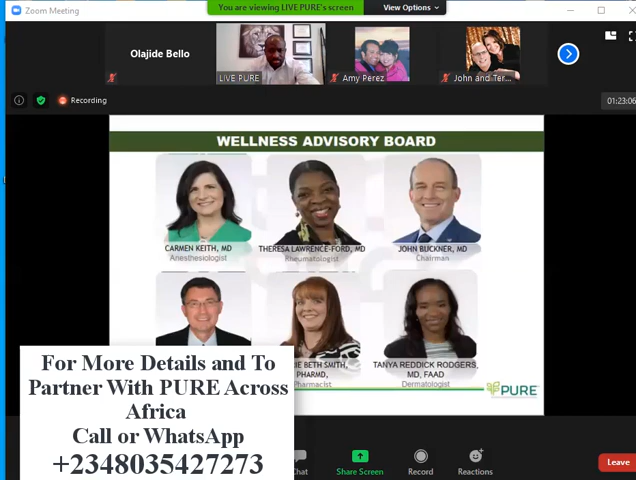 Zoom Meeting
You are viewing LIVE PURE's screen
View Options
Olajide Bello
LIVE PURE
Amy Perez
John and Ter...
Recording
01:23:06
WELLNESS ADVISORY BOARD
CARMEN KEITH, MD
Anesthesiologist
THERESA LAWRENCE-FORD, MD
Rheumatologist
JOHN BUCKNER, MD
Chairman
IE BETH SMITH,
PHARMD,
Pharmacist
TANYA REDDICK RODGERS,
MD, FAAD
Dermatologist
PURE
For More Details and To
Partner With PURE Across
Africa
Call or WhatsApp
+2348035427273
Chat
Share Screen
Record
Reactions
Leave